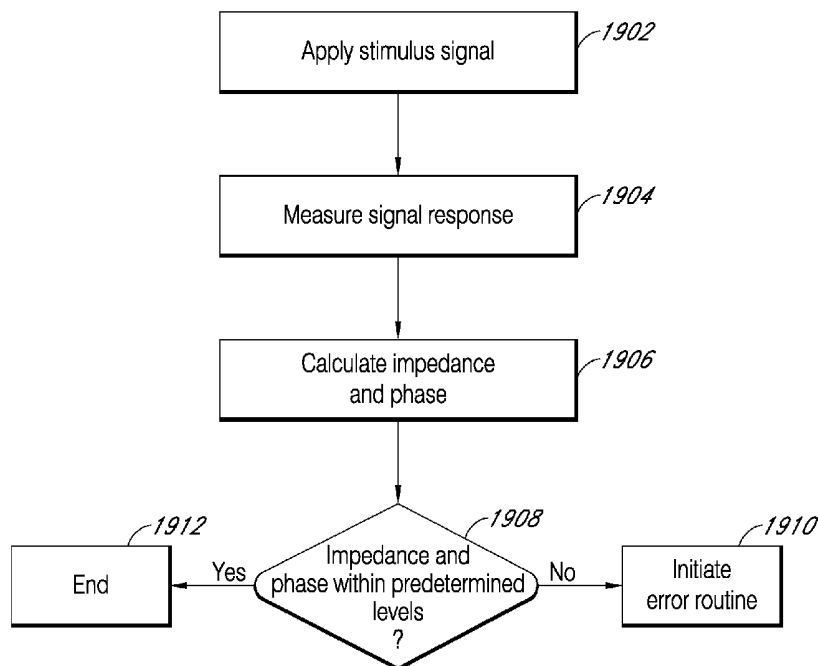 Apply stimulus signal
1902
Measure signal response
1904
Calculate impedance
and phase
1906
Impedance and
phase within predetermined
levels
?
1908
Yes
End
1912
No
Initiate
error routine
1910